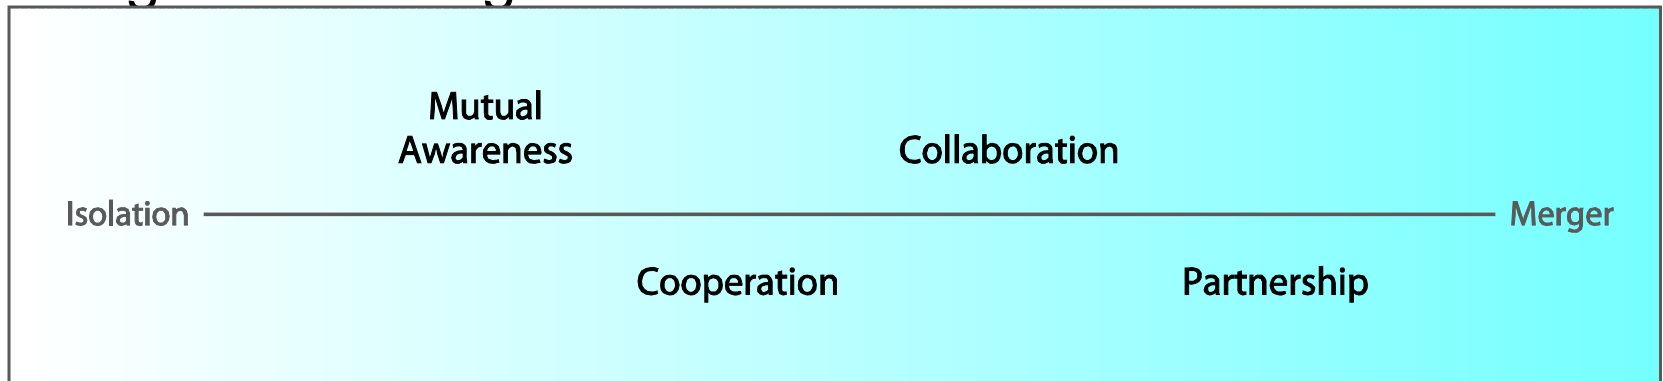 Mutual
Awareness
Collaboration
Isolation
Merger
Cooperation
Partnership